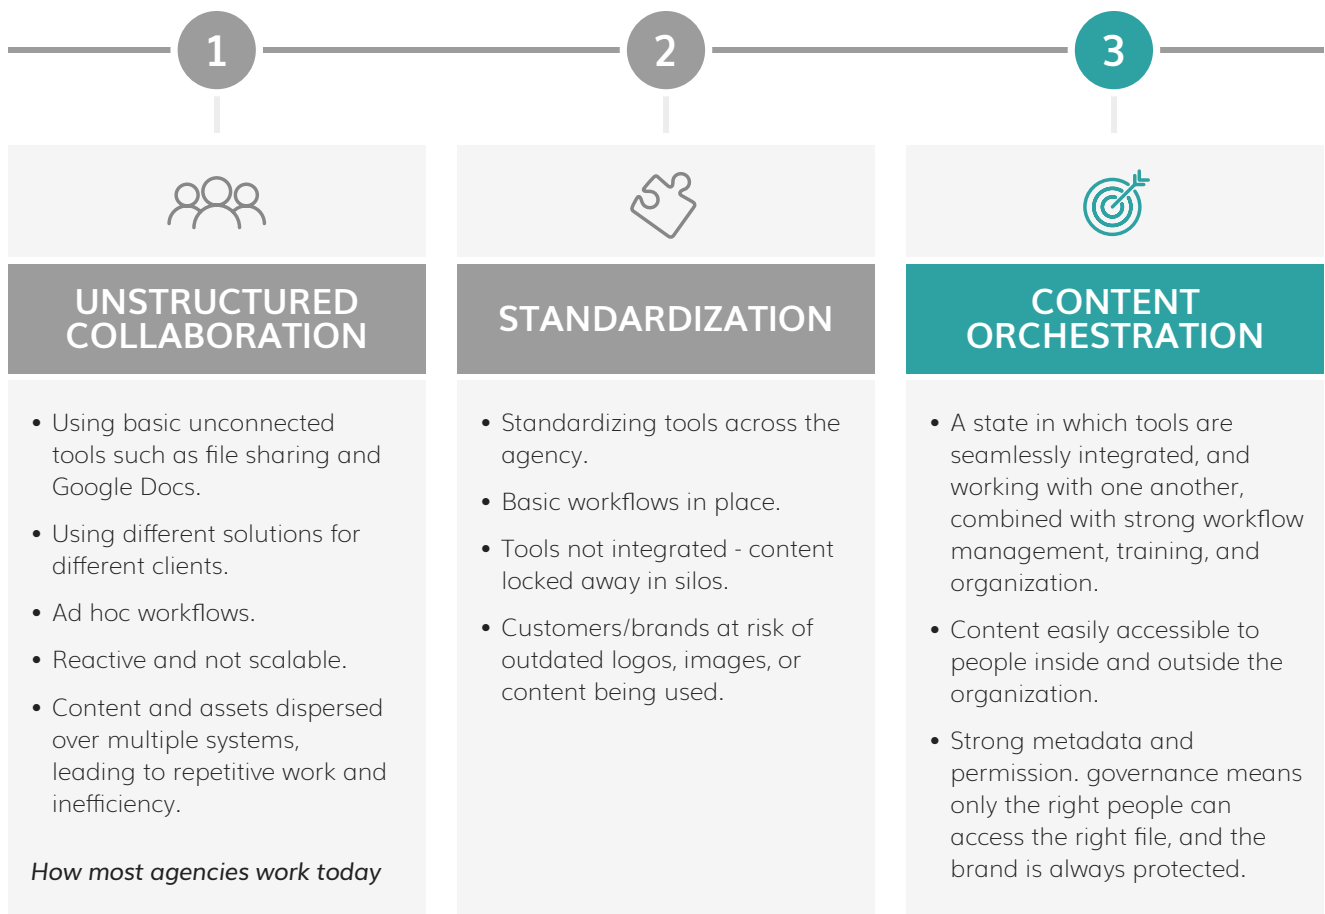 1
UNSTRUCTURED
COLLABORATION
• Using basic unconnected
tools such as file sharing and
Google Docs.
• Using different solutions for
different clients.
• Ad hoc workflows.
• Reactive and not scalable.
• Content and assets dispersed
over multiple systems,
leading to repetitive work and
inefficiency.
How most agencies work today
2
STANDARDIZATION
• Standardizing tools across the
agency.
• Basic workflows in place.
• Tools not integrated - content
locked away in silos.
• Customers/brands at risk of
outdated logos, images, or
content being used.
3
CONTENT
ORCHESTRATION
• A state in which tools are
seamlessly integrated, and
working with one another,
combined with strong workflow
management, training, and
organization.
• Content easily accessible to
people inside and outside the
organization.
• Strong metadata and
permission. governance means
only the right people can
access the right file, and the
brand is always protected.